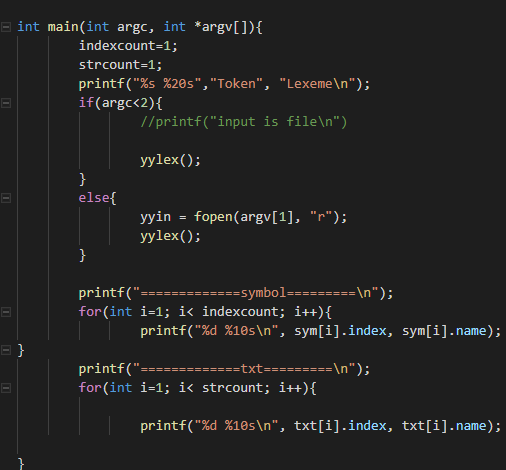 int main(int argc, int *argv[]){
indexcount=1;
strcount=1;
printf("%s %20s","Token", "Lexeme\n");
if(argc<2){
//printf("input is file\n")
yylex();
}
else{
yyin = fopen(argv[1], "r");
yylex();
}
printf("=============symbol=========\n");
for(int i=1; i< indexcount; i++){
printf("%d %10s\n", sym[i].index, sym[i].name);
}
printf("=============txt=========\n");
for(int i=1; i< strcount; i++){
printf("%d %10s\n", txt[i].index, txt[i].name);
}